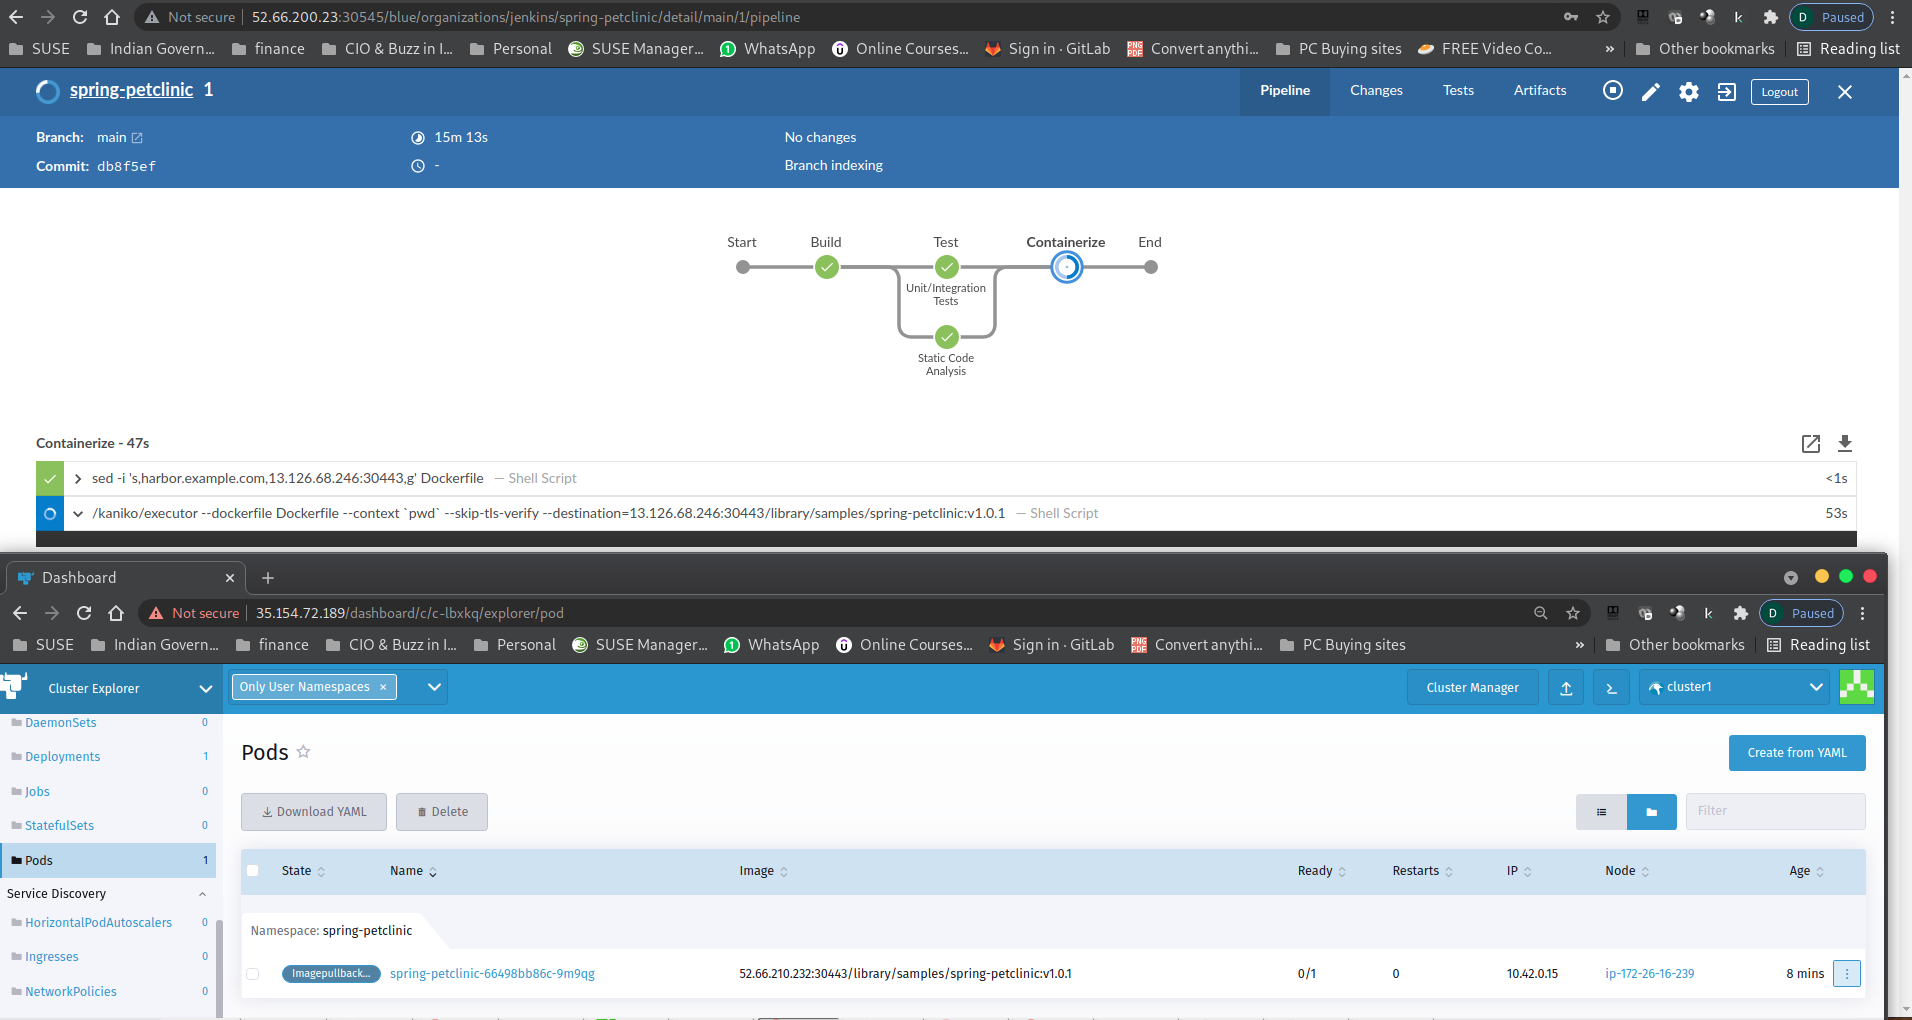 Not secure 52.66.200.23:30545/blue/organizations/jenkins/spring-petclinic/detail/main/1/pipeline
D Paused
SUSE Indian Govern... finance CIO & Buzz in I... Personal SUSE Manager... WhatsApp Online Courses... Sign in · GitLab Convert anythi... PC Buying sites FREE Video Co... » Other bookmarks Reading list
spring-petclinic 1
Pipeline Changes Tests Artifacts Logout
Branch: main 15m 13s No changes
Commit: db8f5ef - Branch indexing
Start Build Test Containerize End
Unit/Integration
Tests
Static Code
Analysis
Containerize - 47s
sed -i 's,harbor.example.com,13.126.68.246:30443,g' Dockerfile — Shell Script <1s
/kaniko/executor --dockerfile Dockerfile --context `pwd` --skip-tls-verify --destination=13.126.68.246:30443/library/samples/spring-petclinic:v1.0.1 — Shell Script 53s
Dashboard
Not secure 35.154.72.189/dashboard/c/c-lbxkq/explorer/pod
D Paused
SUSE Indian Govern... finance CIO & Buzz in I... Personal SUSE Manager... WhatsApp Online Courses... Sign in · GitLab Convert anythi... PC Buying sites » Other bookmarks Reading list
Cluster Explorer Only User Namespaces × Cluster Manager cluster1
DaemonSets 0
Deployments 1
Jobs 0
StatefulSets 0
Pods 1
Service Discovery
HorizontalPodAutoscalers 0
Ingresses 0
NetworkPolicies 0
Pods Create from YAML
Download YAML Delete Filter
State Name Image Ready Restarts IP Node Age
Namespace: spring-petclinic
Imagepullback... spring-petclinic-66498bb86c-9m9qg 52.66.210.232:30443/library/samples/spring-petclinic:v1.0.1 0/1 0 10.42.0.15 ip-172-26-16-239 8 mins